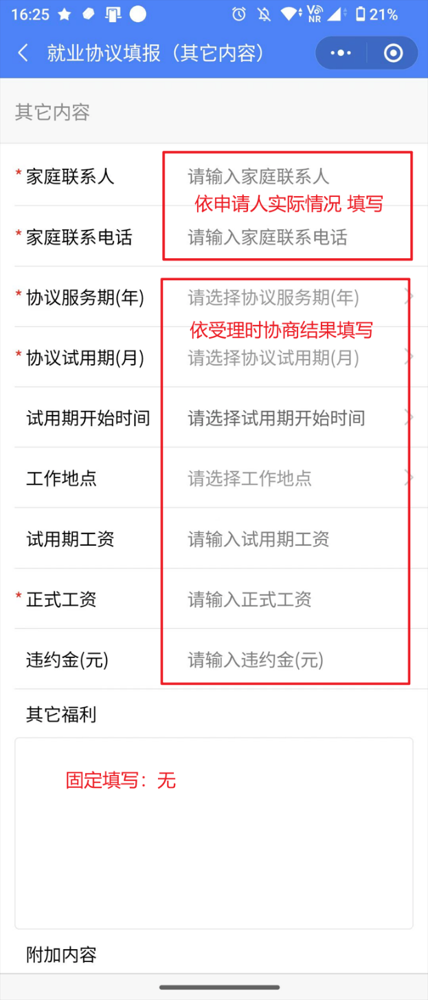 16:25 21%
就业协议填报（其它内容）
其它内容
* 家庭联系人 请输入家庭联系人
依申请人实际情况 填写
* 家庭联系电话 请输入家庭联系电话
* 协议服务期(年) 请选择协议服务期(年)
依受理时协商结果填写
* 协议试用期(月) 请选择协议试用期(月)
试用期开始时间 请选择试用期开始时间
工作地点 请选择工作地点
试用期工资 请输入试用期工资
* 正式工资 请输入正式工资
违约金(元) 请输入违约金(元)
其它福利
固定填写：无
附加内容